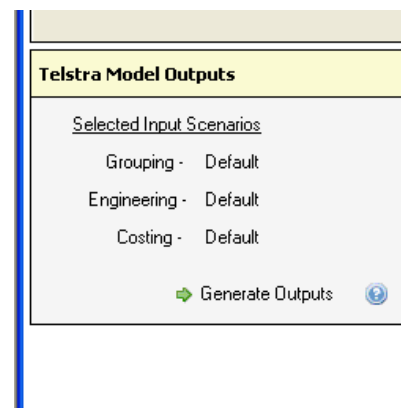 Telstra Model Outputs
Selected Input Scenarios
Grouping - Default
Engineering - Default
Costing - Default
Generate Outputs